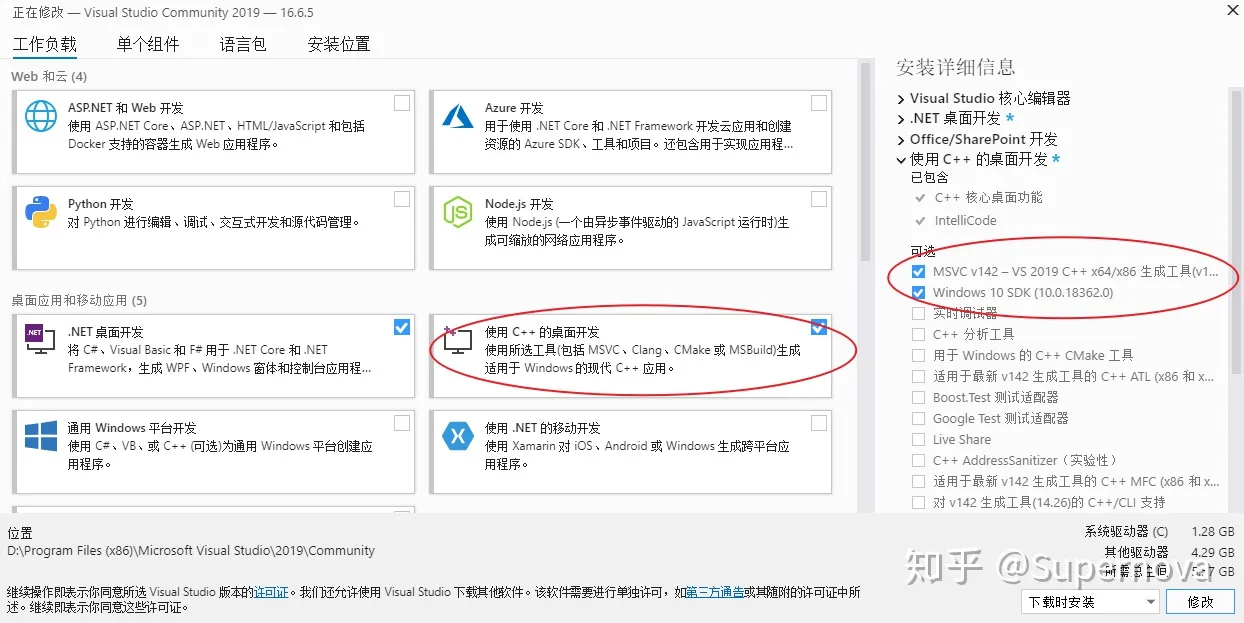 正在修改 — Visual Studio Community 2019 — 16.6.5
工作负载 单个组件 语言包 安装位置
Web 和云 (4)
ASP.NET 和 Web 开发
使用 ASP.NET Core、ASP.NET、HTML/JavaScript 和包括
Docker 支持的容器生成 Web 应用程序。
Azure 开发
用于使用 .NET Core 和 .NET Framework 开发云应用和创建
资源的 Azure SDK、工具和项目。还包含用于实现应用程...
Python 开发
对 Python 进行编辑、调试、交互式开发和源代码管理。
Node.js 开发
使用 Node.js (一个由异步事件驱动的 JavaScript 运行时)生
成可缩放的网络应用程序。
桌面应用和移动应用 (5)
.NET
.NET 桌面开发
将 C#、Visual Basic 和 F# 用于 .NET Core 和 .NET
Framework，生成 WPF、Windows 窗体和控制台应用程...
使用 C++ 的桌面开发
使用所选工具(包括 MSVC、Clang、CMake 或 MSBuild)生成
适用于 Windows 的现代 C++ 应用。
通用 Windows 平台开发
使用 C#、VB、或 C++ (可选)为通用 Windows 平台创建应
用程序。
使用 .NET 的移动开发
使用 Xamarin 对 iOS、Android 或 Windows 生成跨平台应
用程序。
安装详细信息
Visual Studio 核心编辑器
.NET 桌面开发 *
Office/SharePoint 开发
使用 C++ 的桌面开发 *
已包含
C++ 核心桌面功能
IntelliCode
可选
MSVC v142 – VS 2019 C++ x64/x86 生成工具(v1...
Windows 10 SDK (10.0.18362.0)
实时调试器
C++ 分析工具
用于 Windows 的 C++ CMake 工具
适用于最新 v142 生成工具的 C++ ATL (x86 和 x...
Boost.Test 测试适配器
Google Test 测试适配器
Live Share
C++ AddressSanitizer（实验性）
适用于最新 v142 生成工具的 C++ MFC (x86 和 x...
对 v142 生成工具(14.26)的 C++/CLI 支持
位置
D:\Program Files (x86)\Microsoft Visual Studio\2019\Community
继续操作即表示你同意所选 Visual Studio 版本的许可证。我们还允许使用 Visual Studio 下载其他软件。该软件需要进行单独许可，如第三方通告或其随附的许可证中所
述。继续即表示你同意这些许可证。
系统驱动器 (C) 1.28 GB
其他驱动器 4.29 GB
所需总空间 GB
知乎 @Supernova
下载时安装 修改